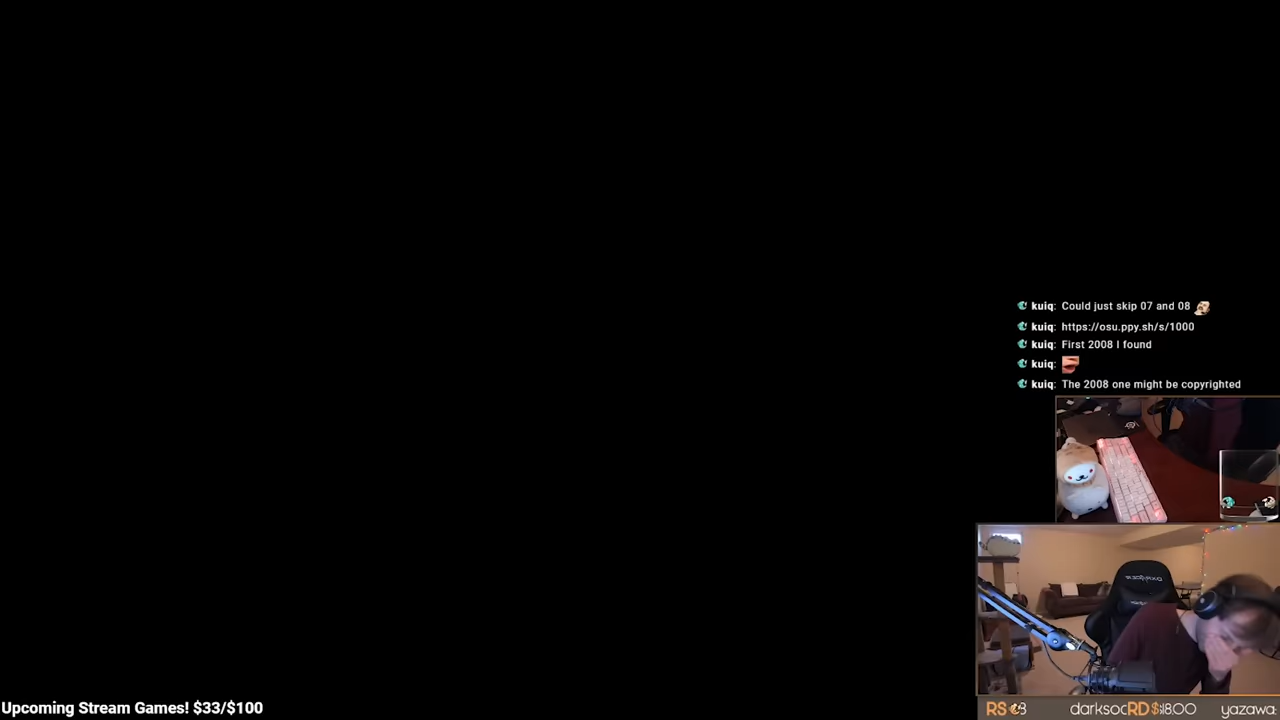 kuiq: Could just skip 07 and 08
kuiq: https://osu.ppy.sh/s/1000
kuiq: First 2008 I found
kuiq:
kuiq: The 2008 one might be copyrighted
Upcoming Stream Games! $33/$100
yazawa